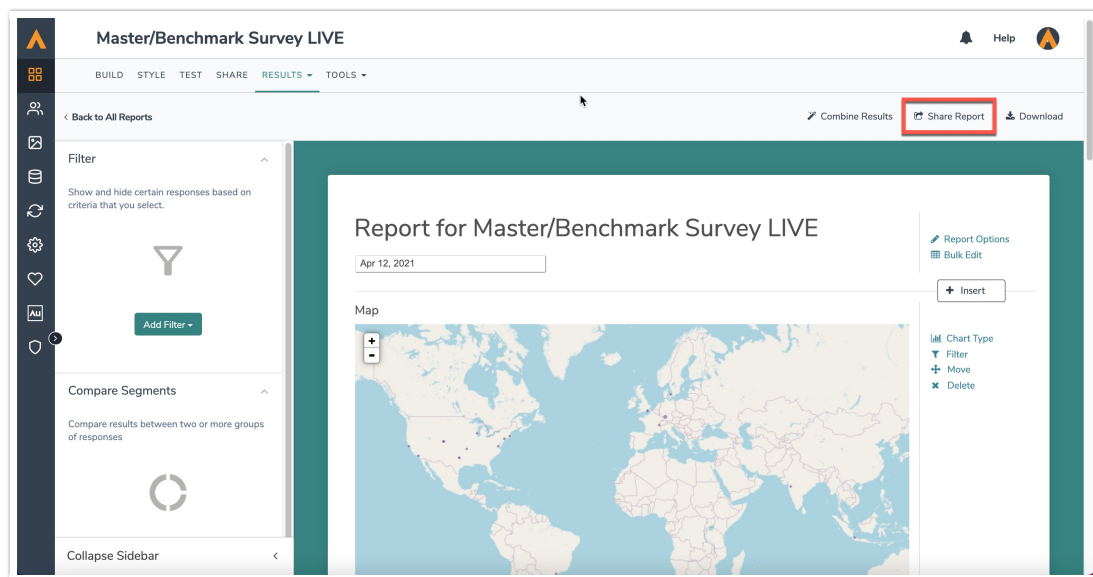 Master/Benchmark Survey LIVE
Help
BUILD STYLE TEST SHARE RESULTS TOOLS
< Back to All Reports
Combine Results Share Report Download
Filter
Show and hide certain responses based on
criteria that you select.
Add Filter
Compare Segments
Compare results between two or more groups
of responses
Collapse Sidebar <
Au
Report for Master/Benchmark Survey LIVE
Apr 12, 2021
Report Options
Bulk Edit
+ Insert
Map
+
-
Chart Type
Filter
Move
Delete